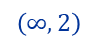 (∞, 2)